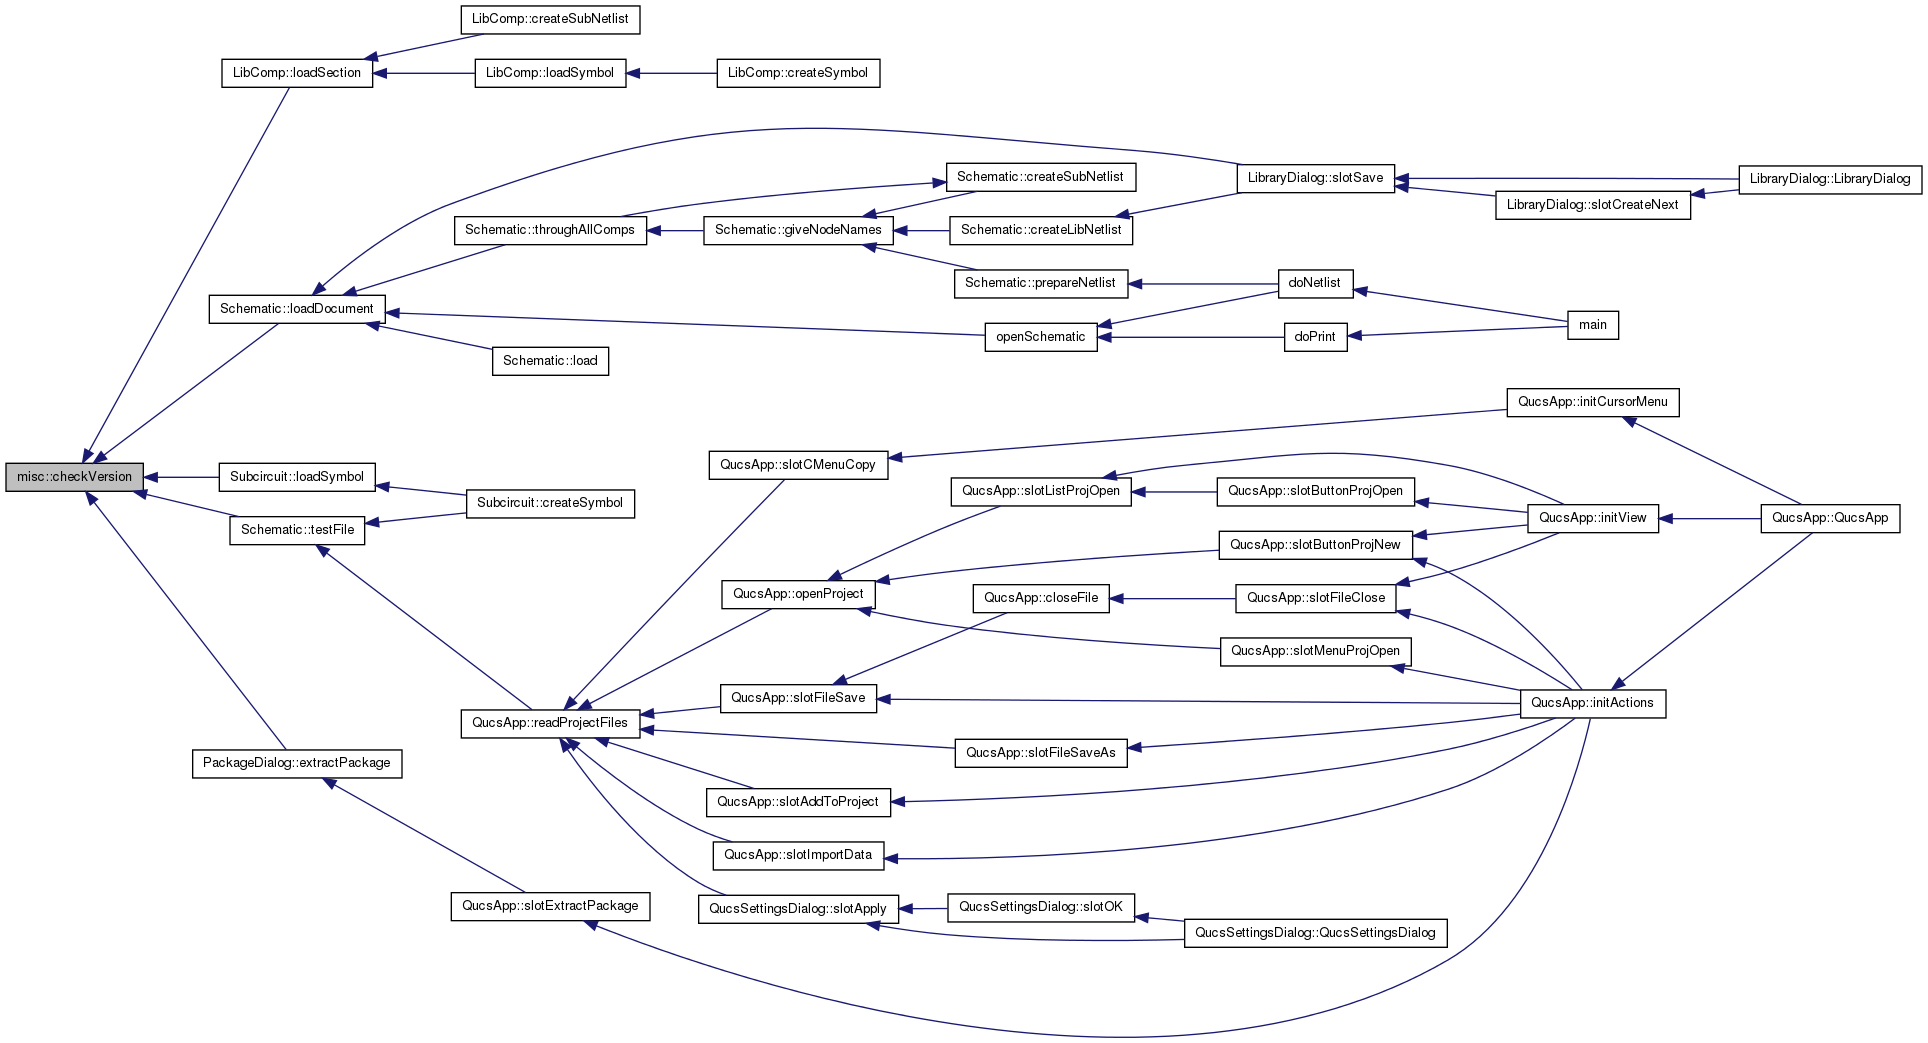 LibComp::createSubNetlist
LibComp::loadSection
LibComp::loadSymbol
LibComp::createSymbol
Schematic::createSubNetlist
LibraryDialog::slotSave
LibraryDialog::LibraryDialog
LibraryDialog::slotCreateNext
Schematic::throughAllComps
Schematic::giveNodeNames
Schematic::createLibNetlist
Schematic::prepareNetlist
doNetlist
Schematic::loadDocument
openSchematic
doPrint
main
Schematic::load
QucsApp::initCursorMenu
misc::checkVersion
Subcircuit::loadSymbol
Subcircuit::createSymbol
Schematic::testFile
QucsApp::slotCMenuCopy
QucsApp::slotListProjOpen
QucsApp::slotButtonProjOpen
QucsApp::initView
QucsApp::QucsApp
QucsApp::slotButtonProjNew
QucsApp::openProject
QucsApp::closeFile
QucsApp::slotFileClose
QucsApp::slotMenuProjOpen
QucsApp::slotFileSave
QucsApp::initActions
QucsApp::readProjectFiles
QucsApp::slotFileSaveAs
PackageDialog::extractPackage
QucsApp::slotAddToProject
QucsApp::slotImportData
QucsApp::slotExtractPackage
QucsSettingsDialog::slotApply
QucsSettingsDialog::slotOK
QucsSettingsDialog::QucsSettingsDialog